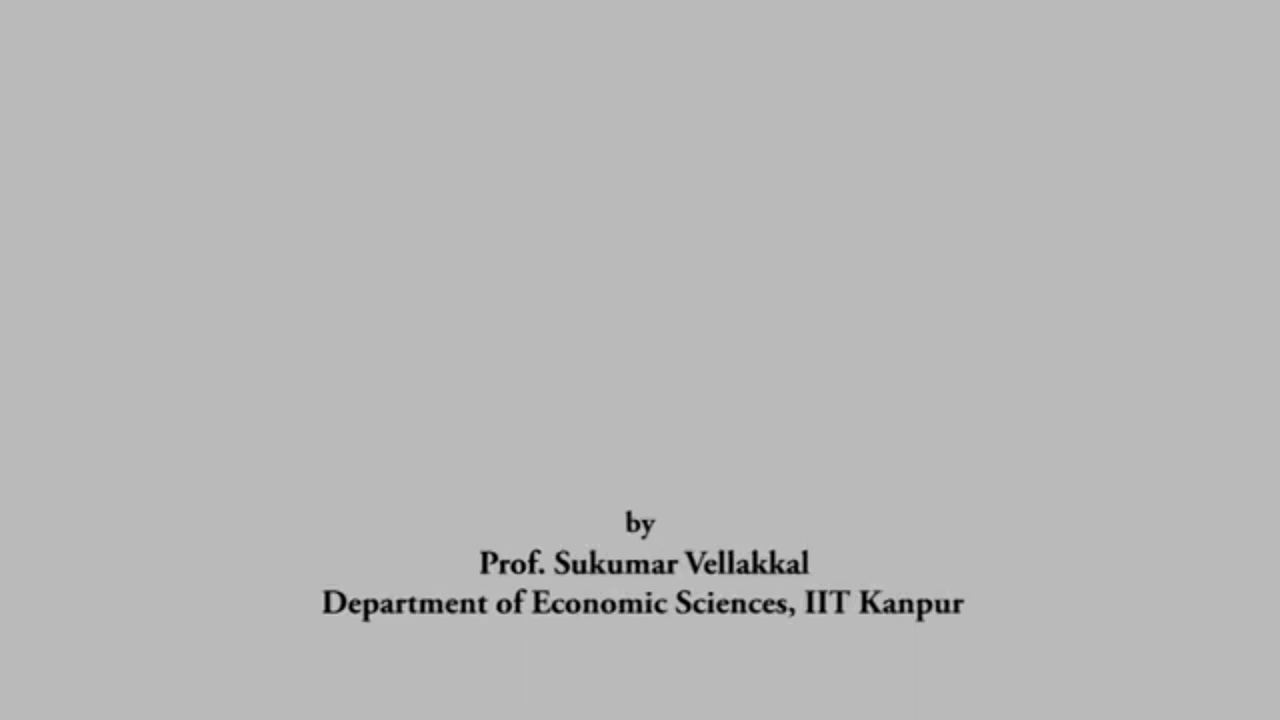 by
Prof. Sukumar Vellakkal
Department of Economic Sciences, IIT Kanpur